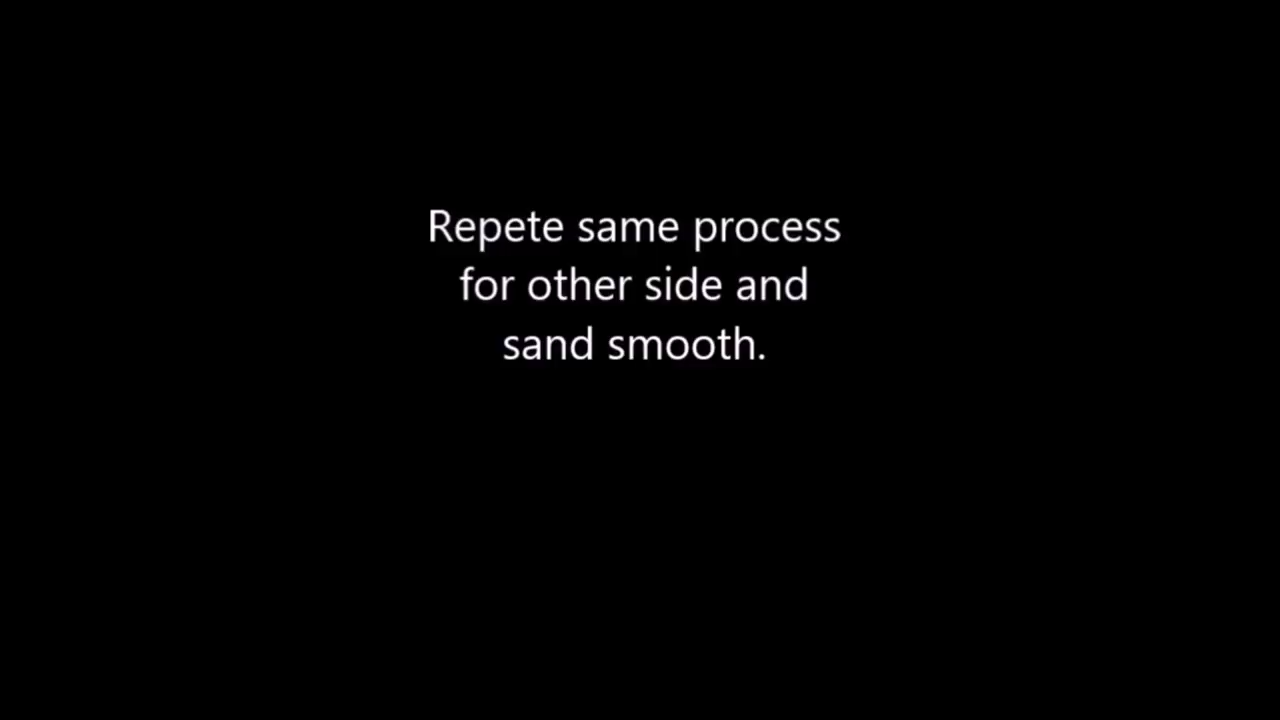 Repete same process
for other side and
sand smooth.